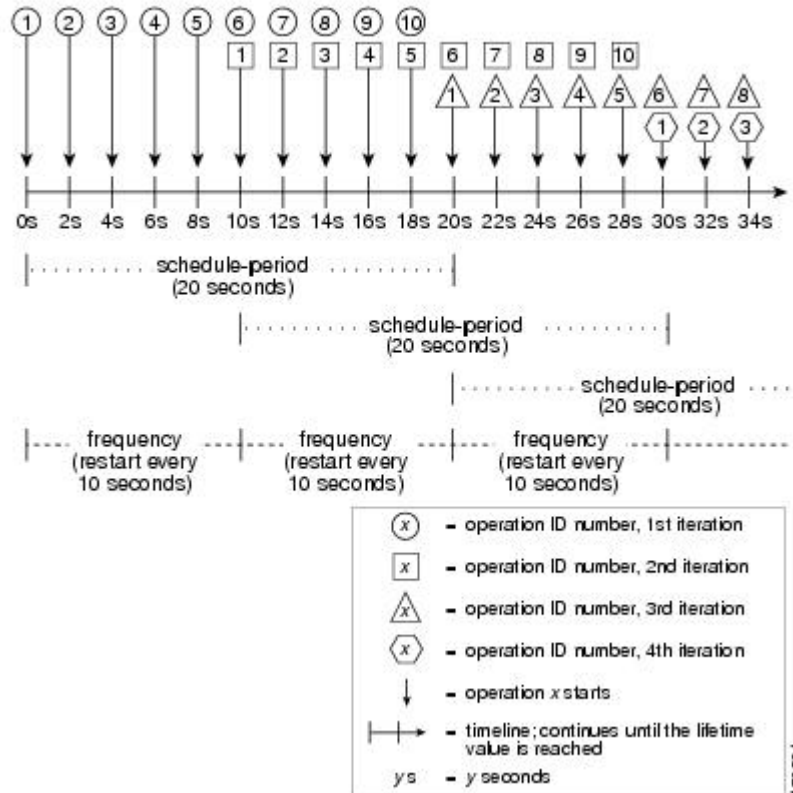 1 2 3 4 5 6 7 8 9 10
1 2 3 4 5 6 7 8 9 10
1 2 3 4 5 6 7 8
1 2 3
0s 2s 4s 6s 8s 10s 12s 14s 16s 18s 20s 22s 24s 26s 28s 30s 32s 34s
schedule-period
(20 seconds)
schedule-period
(20 seconds)
schedule-period
(20 seconds)
frequency
(restart every
10 seconds)
frequency
(restart every
10 seconds)
frequency
(restart every
10 seconds)
x = operation ID number, 1st iteration
x = operation ID number, 2nd iteration
x = operation ID number, 3rd iteration
x = operation ID number, 4th iteration
= operation x starts
= timeline; continues until the lifetime
value is reached
y s = y seconds